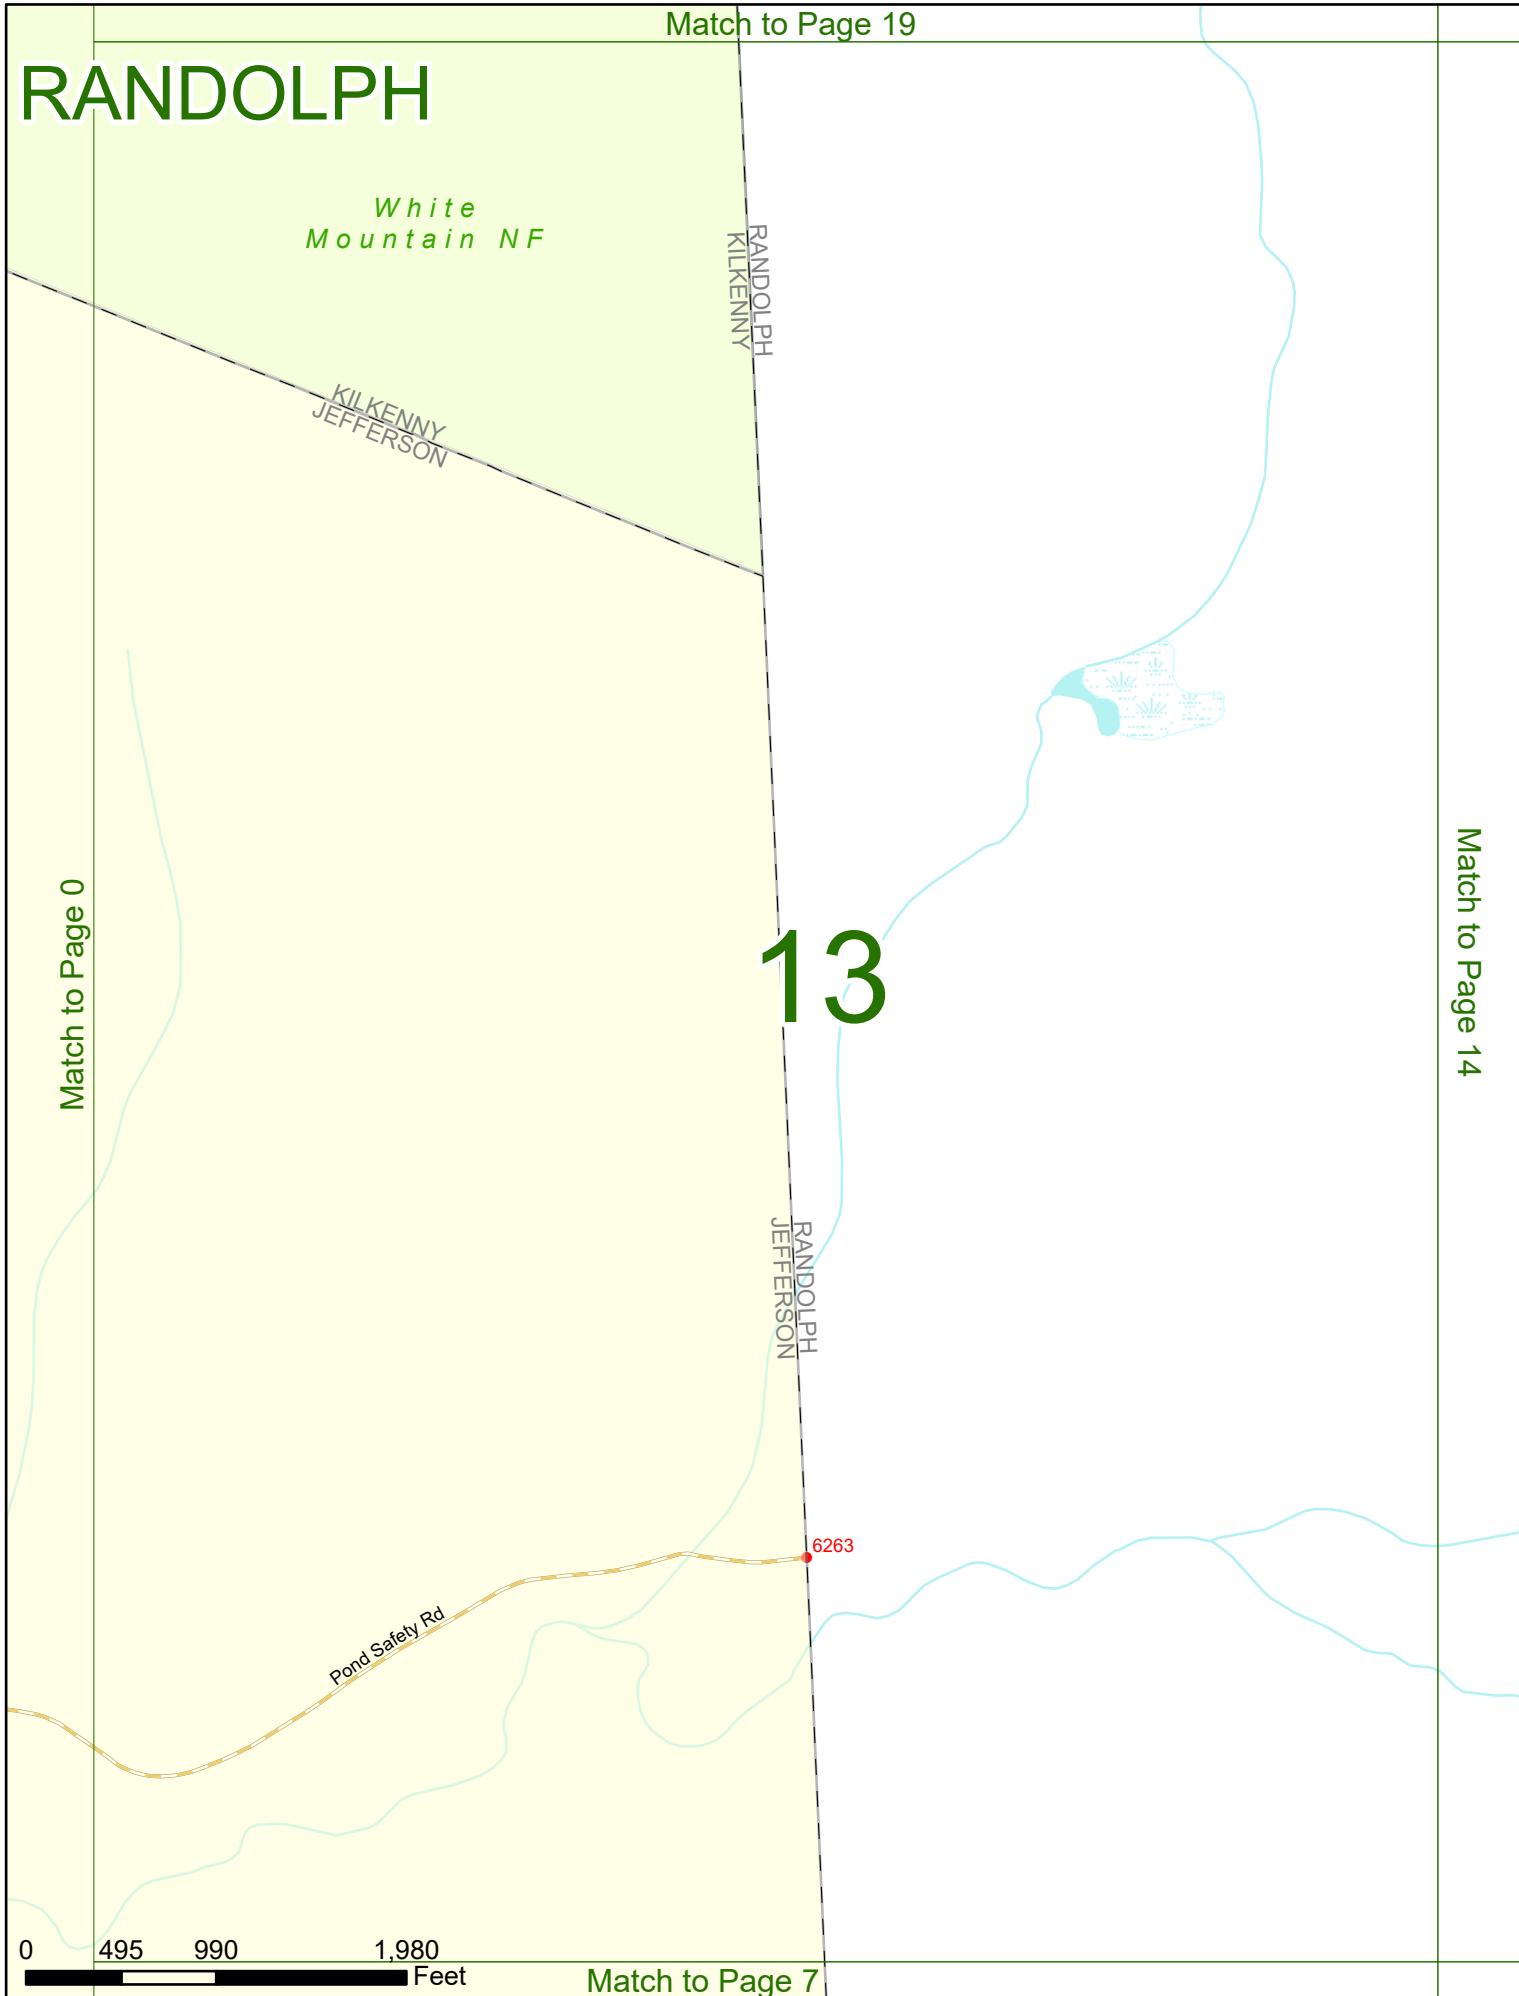 Match to Page 19
RANDOLPH
White
Mountain NF
RANDOLPH
KILKENNY
KILKENNY
JEFFERSON
Match to Page 0
13
Match to Page 14
RANDOLPH
JEFFERSON
6263
Pond Safety Rd
0 495 990 1,980
Feet
Match to Page 7